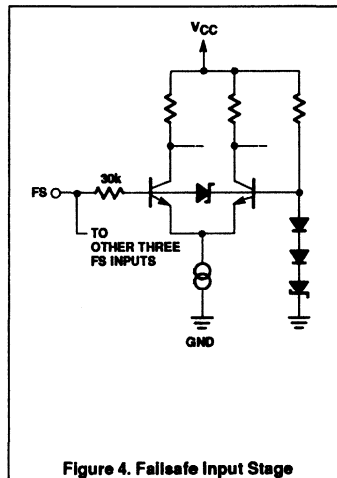 VCC
30k
FS
TO
OTHER THREE
FS INPUTS
GND
Figure 4. Failsafe Input Stage